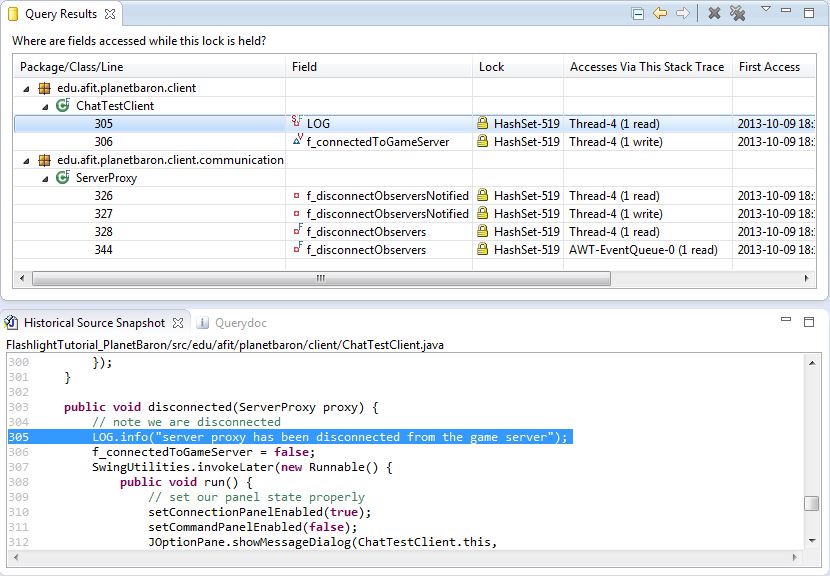 Query Results
Where are fields accessed while this lock is held?
Package/Class/Line Field Lock Accesses Via This Stack Trace First Access
edu.afit.planetbaron.client
ChatTestClient
305 LOG HashSet-519 Thread-4 (1 read) 2013-10-09 18:
306 f_connectedToGameServer HashSet-519 Thread-4 (1 write) 2013-10-09 18:
edu.afit.planetbaron.client.communication
ServerProxy
326 f_disconnectObserversNotified HashSet-519 Thread-4 (1 read) 2013-10-09 18:
327 f_disconnectObserversNotified HashSet-519 Thread-4 (1 write) 2013-10-09 18:
328 f_disconnectObservers HashSet-519 Thread-4 (1 read) 2013-10-09 18:
344 f_disconnectObservers HashSet-519 AWT-EventQueue-0 (1 read) 2013-10-09 18:
Historical Source Snapshot Querydoc
FlashlightTutorial_PlanetBaron/src/edu/afit/planetbaron/client/ChatTestClient.java
300 });
301 }
302
303 public void disconnected(ServerProxy proxy) {
304 // note we are disconnected
305 LOG.info("server proxy has been disconnected from the game server");
306 f_connectedToGameServer = false;
307 SwingUtilities.invokeLater(new Runnable() {
308 public void run() {
309 // set our panel state properly
310 setConnectionPanelEnabled(true);
311 setCommandPanelEnabled(false);
312 JOptionPane.showMessageDialog(ChatTestClient.this,